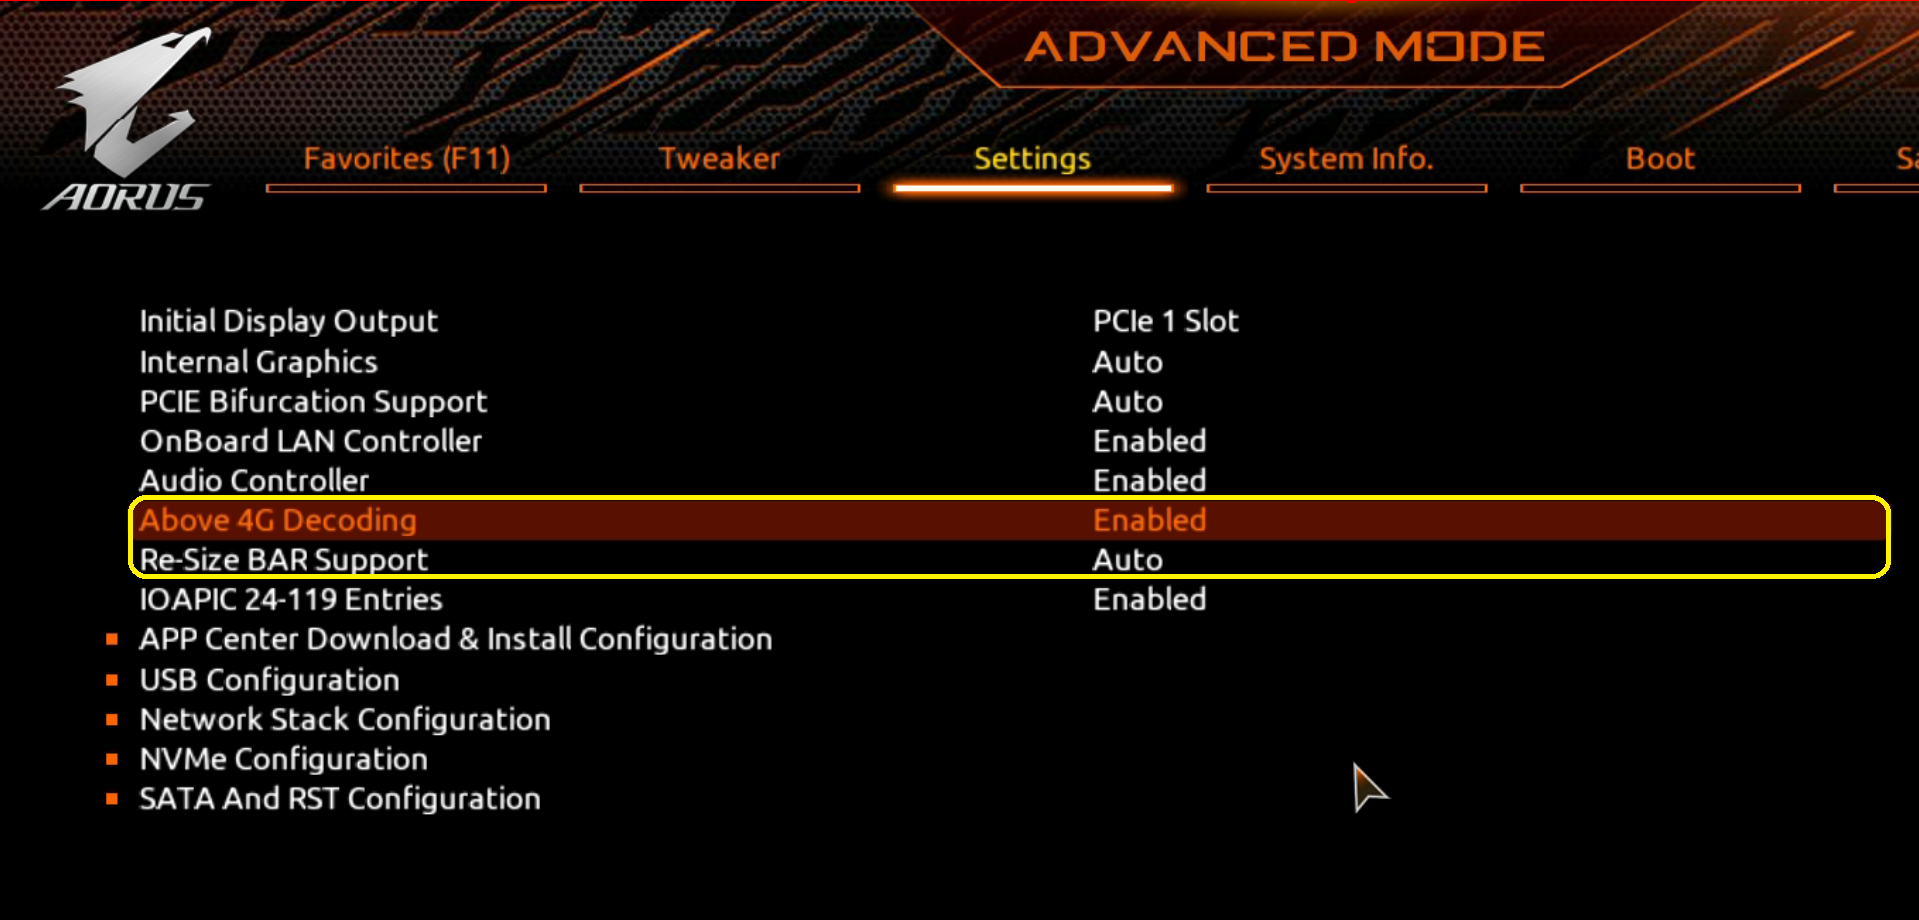 ADVANCED MODE
AORUS
Favorites (F11) Tweaker Settings System Info. Boot
Initial Display Output PCIe 1 Slot
Internal Graphics Auto
PCIE Bifurcation Support Auto
OnBoard LAN Controller Enabled
Audio Controller Enabled
Above 4G Decoding Enabled
Re-Size BAR Support Auto
IOAPIC 24-119 Entries Enabled
APP Center Download & Install Configuration
USB Configuration
Network Stack Configuration
NVMe Configuration
SATA And RST Configuration